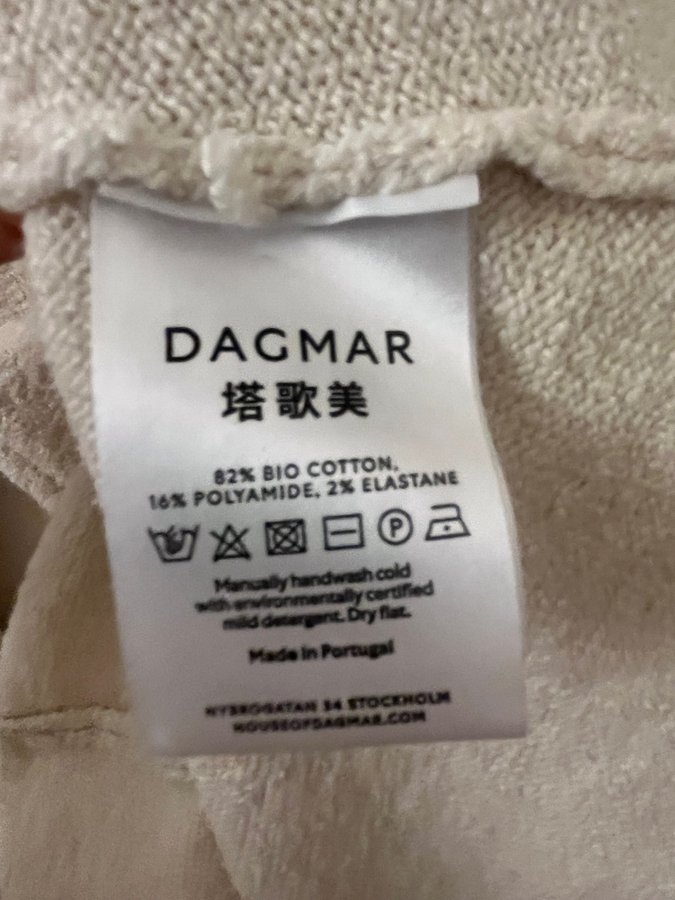 DAGMAR
塔歌美
82% BIO COTTON,
16% POLYAMIDE, 2% ELASTANE
P
Manually handwash cold
with environmentally certified
mild detergent. Dry flat.
Made in Portugal
NYBROGATAN 34 STOCKHOLM
HOUSEOFDAGMAR.COM